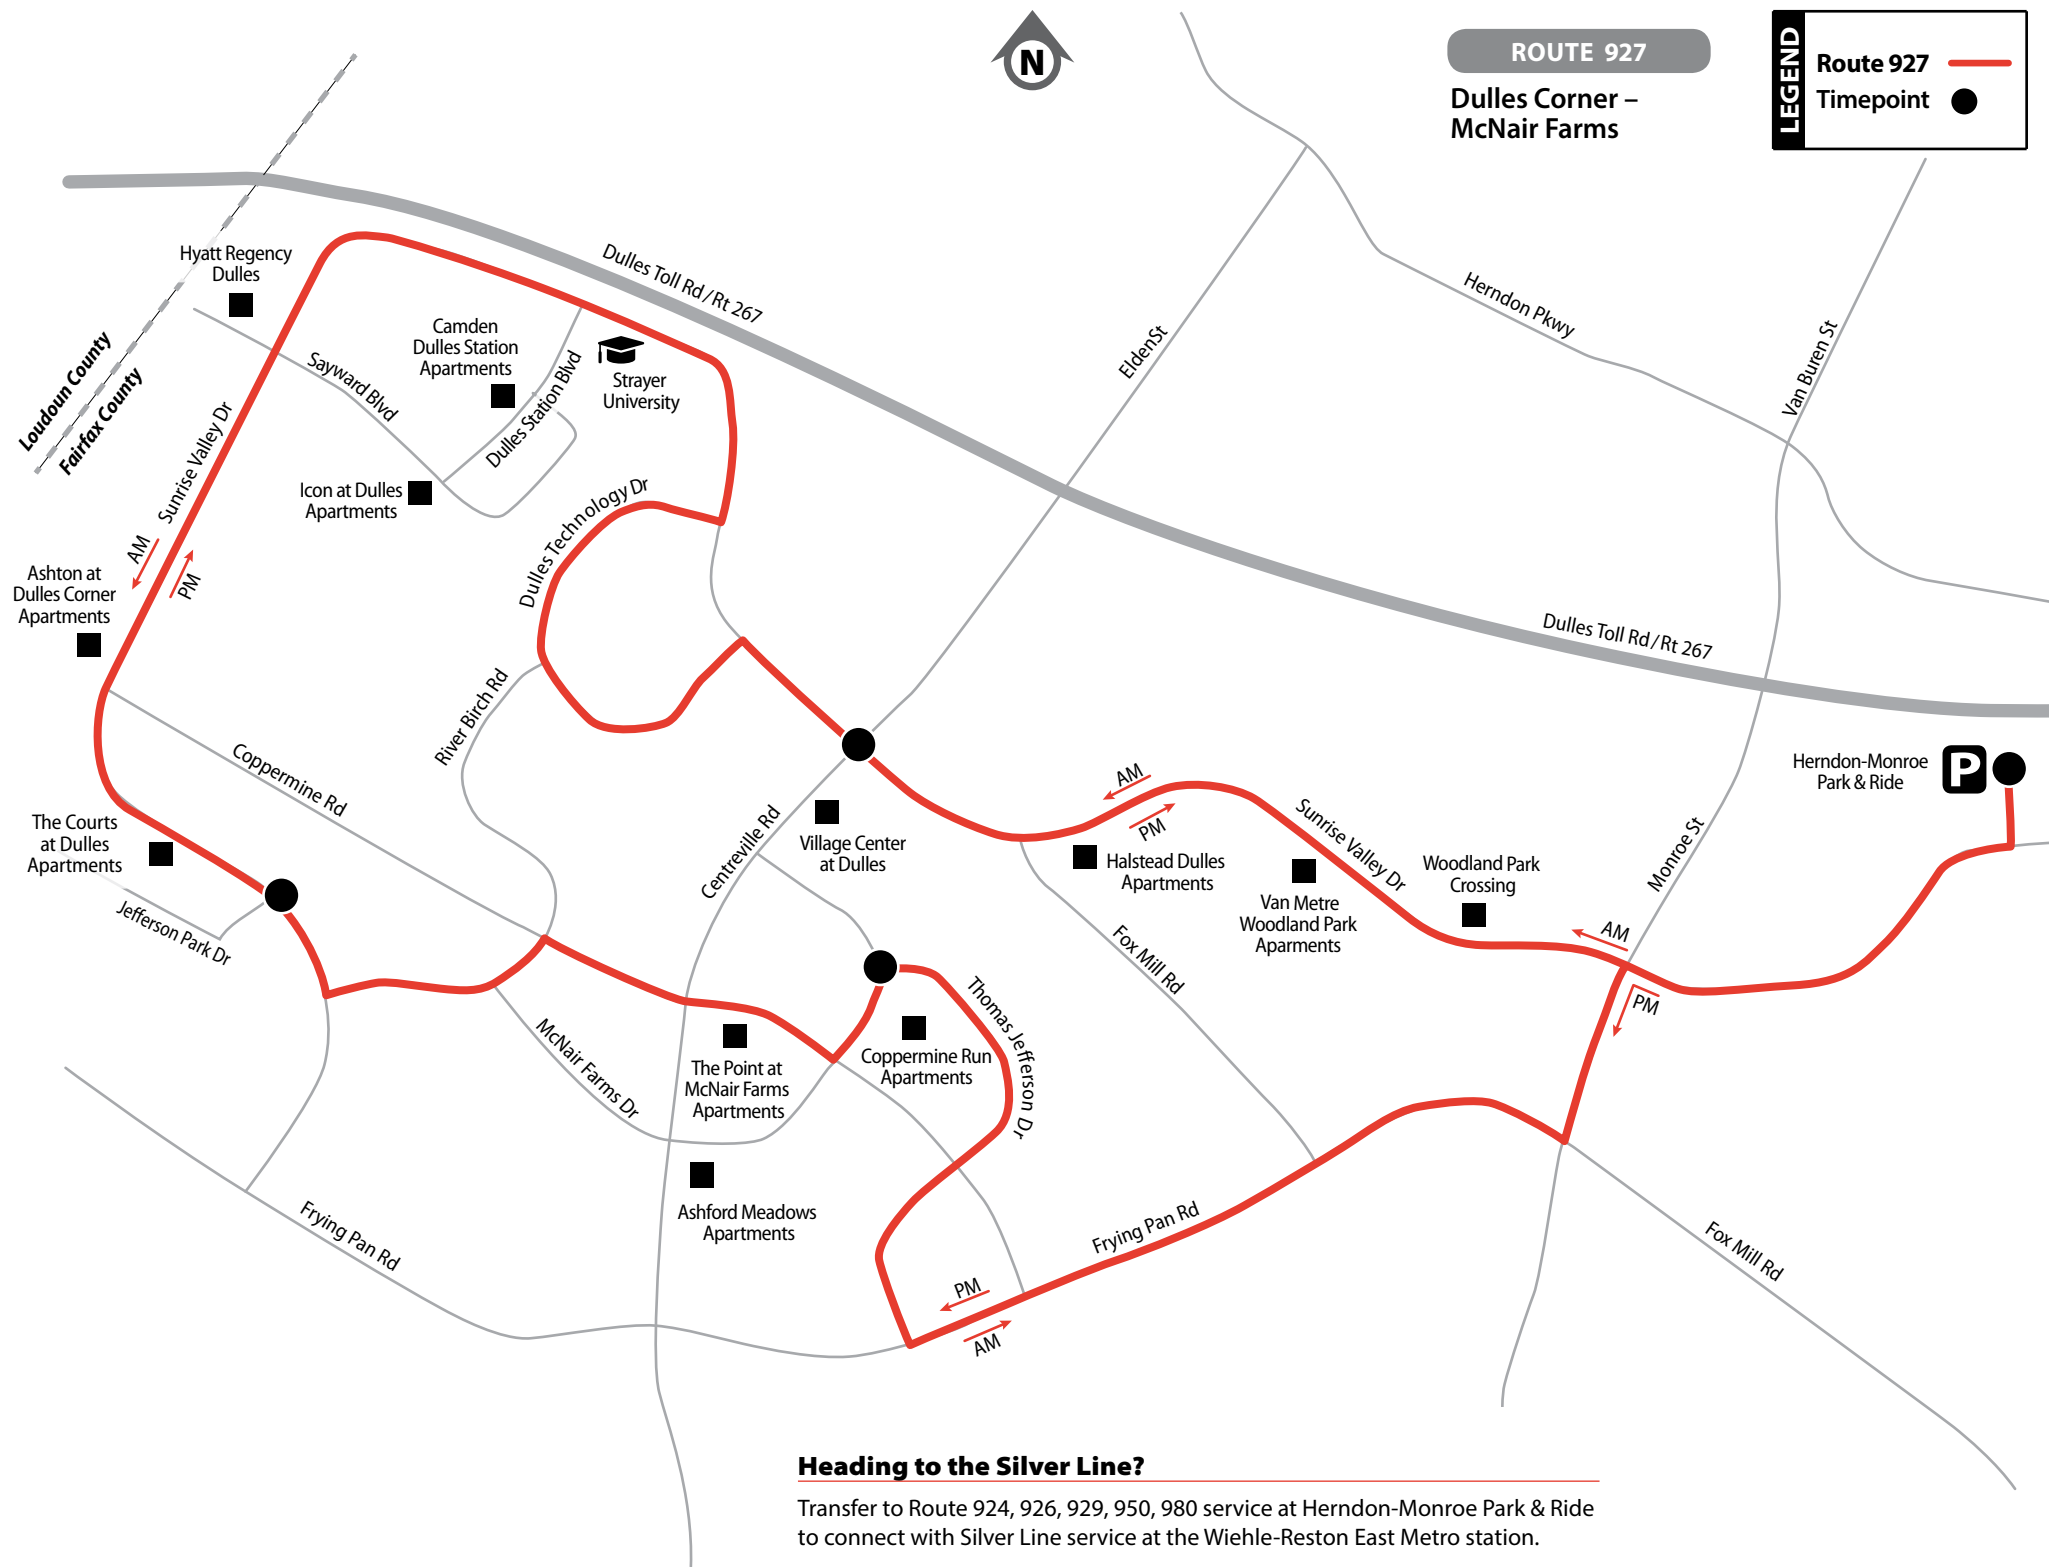 N
ROUTE 927
Dulles Corner –
McNair Farms
LEGEND
Route 927
Timepoint
Loudoun County
Fairfax County
Hyatt Regency
Dulles
Dulles Toll Rd / Rt 267
Camden
Dulles Station
Apartments
Strayer
University
Sayward Blvd
Dulles Station Blvd
Sunrise Valley Dr
AM
PM
Icon at Dulles
Apartments
Dulles Technology Dr
EldenSt
Herndon Pkwy
Van Buren St
Ashton at
Dulles Corner
Apartments
Dulles Toll Rd / Rt 267
River Birch Rd
Coppermine Rd
The Courts
at Dulles
Apartments
Jefferson Park Dr
Centreville Rd
Village Center
at Dulles
AM
PM
Halstead Dulles
Apartments
Sunrise Valley Dr
Van Metre
Woodland Park
Aparments
Woodland Park
Crossing
Monroe St
Herndon-Monroe
Park & Ride
P
AM
PM
Fox Mill Rd
Thomas Jefferson Dr
Coppermine Run
Apartments
The Point at
McNair Farms
Apartments
McNair Farms Dr
Ashford Meadows
Apartments
Frying Pan Rd
Frying Pan Rd
PM
AM
Fox Mill Rd
Heading to the Silver Line?
Transfer to Route 924, 926, 929, 950, 980 service at Herndon-Monroe Park & Ride
to connect with Silver Line service at the Wiehle-Reston East Metro station.